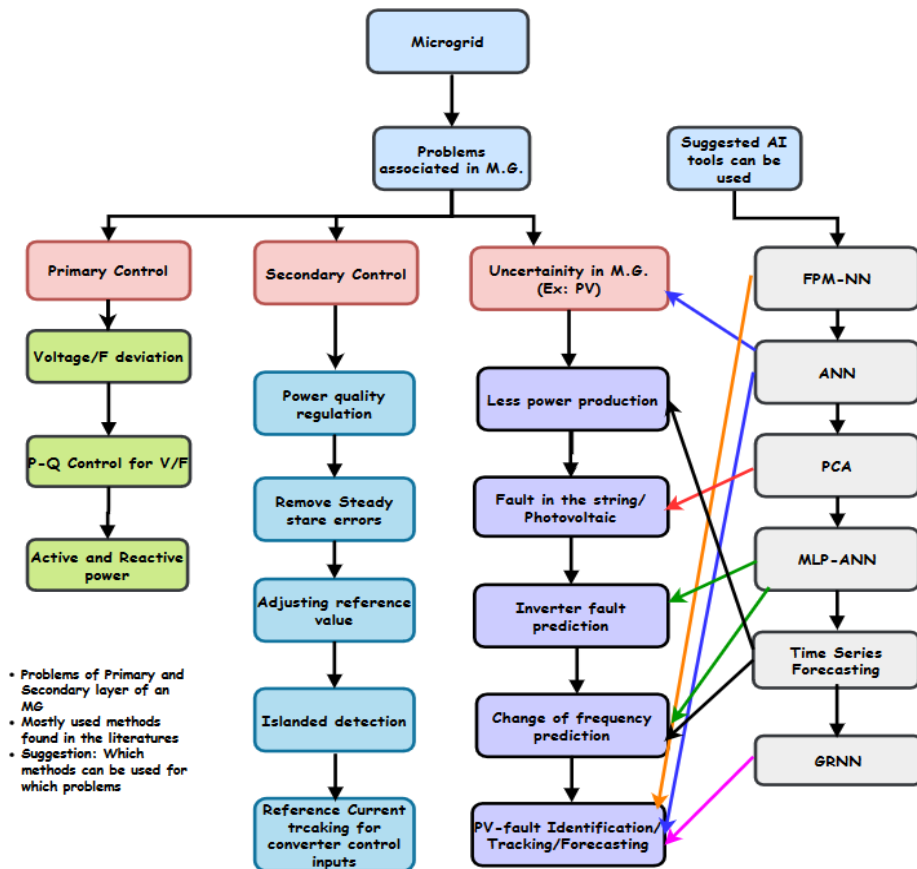 Microgrid
Problems
associated in M.G.
Suggested AI
tools can be
used
Primary Control
Voltage/F deviation
P-Q Control for V/F
Active and Reactive
power
Secondary Control
Power quality
regulation
Remove Steady
stare errors
Adjusting reference
value
Islanded detection
Reference Current
trcaking for
converter control
inputs
Uncertainity in M.G.
(Ex: PV)
Less power production
Fault in the string/
Photovoltaic
Inverter fault
prediction
Change of frequency
prediction
PV-fault Identification/
Tracking/Forecasting
FPM-NN
ANN
PCA
MLP-ANN
Time Series
Forecasting
GRNN
• Problems of Primary and
Secondary layer of an
MG
• Mostly used methods
found in the literatures
• Suggestion: Which
methods can be used for
which problems